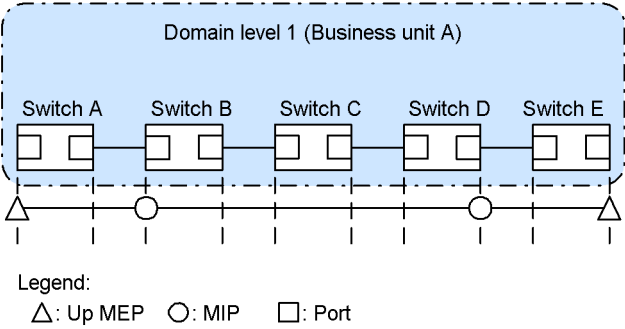 Domain level 1 (Business unit A)
Switch A Switch B Switch C Switch D Switch E
Legend:
: Up MEP : MIP : Port